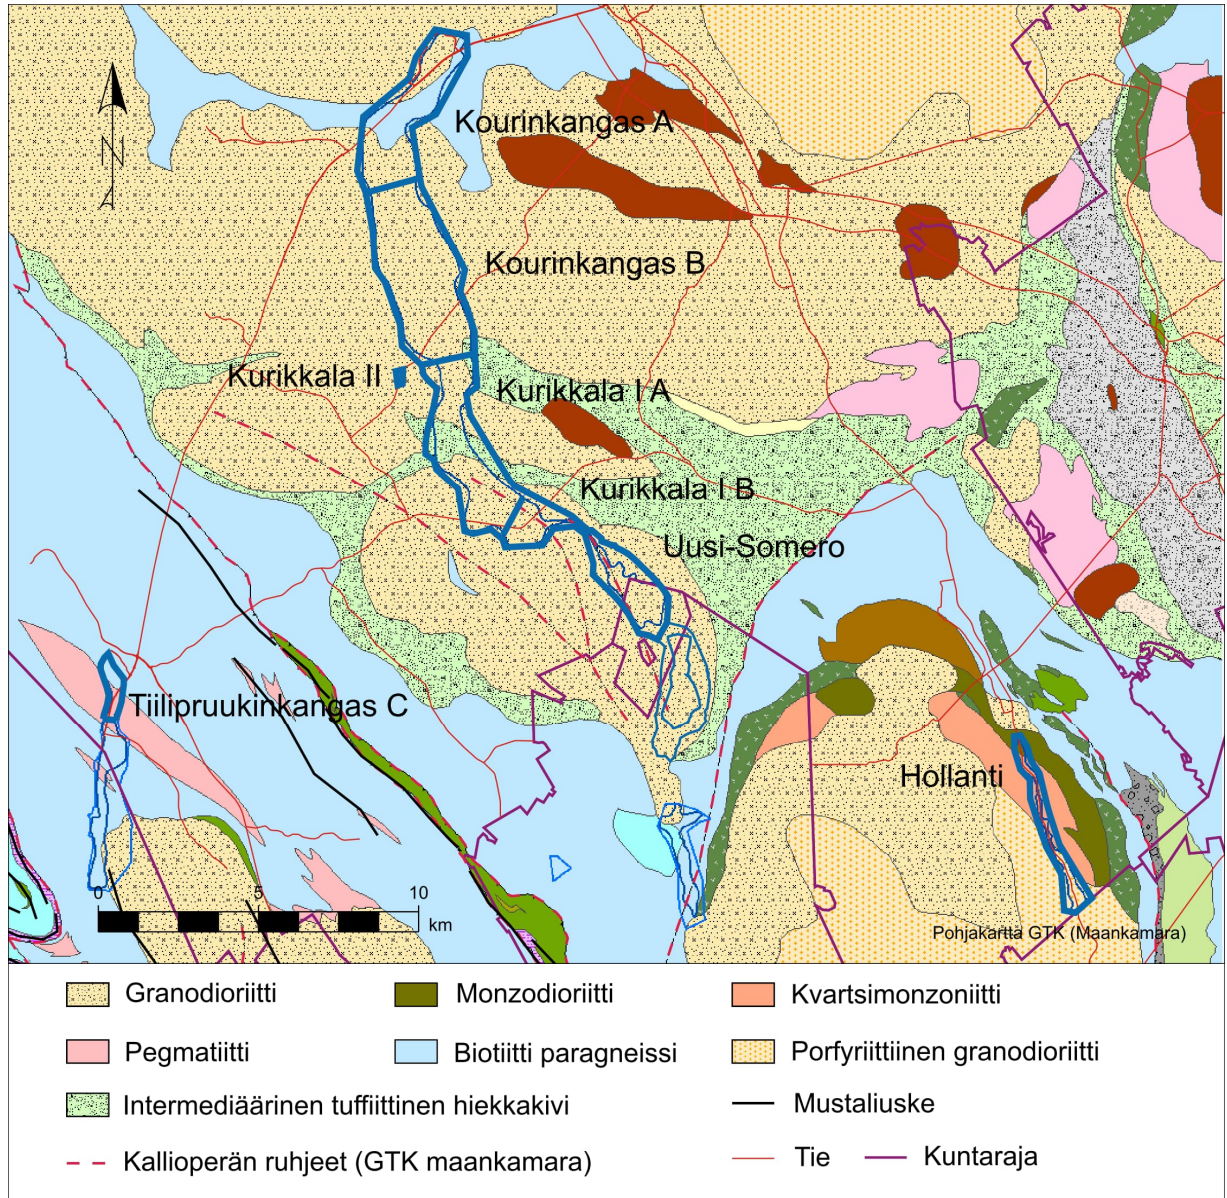 N
Kourinkangas A
Kourinkangas B
Kurikkala II
Kurikkala I A
Kurikkala I B
Uusi-Somero
Tiilipruukinkangas C
Hollanti
0 5 10
km
Pohjakartta GTK (Maankamara)
Granodioriitti
Monzodioriitti
Kvartsimonzoniitti
Pegmatiitti
Biotiitti paragneissi
Porfyriittiinen granodioriitti
Intermediäärinen tuffiittinen hiekkakivi
Mustaliuske
Kallioperän ruhjeet (GTK maankamara)
Tie
Kuntaraja